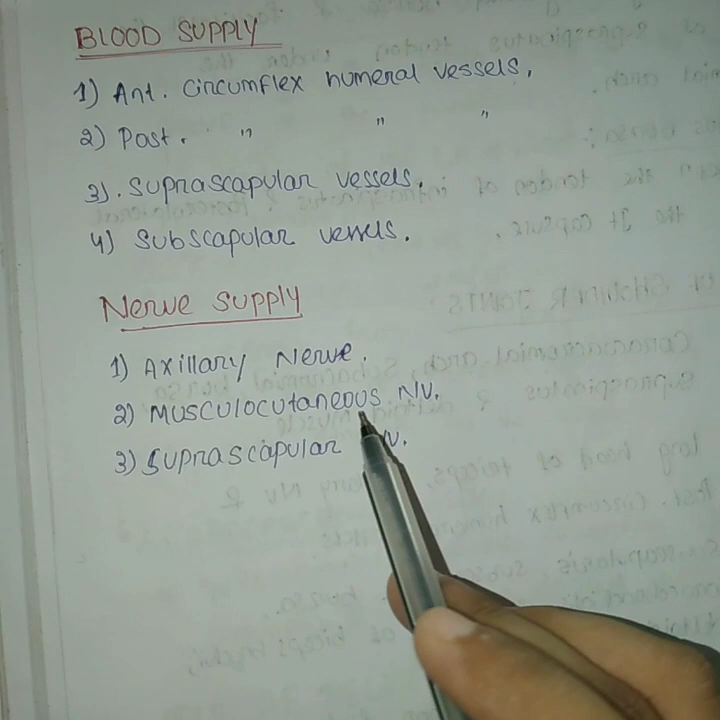 BLOOD SUPPLY
1) Ant. Circumflex humeral vessels,
2) Post. " " "
3). Suprascapular vessels.
4) Subscapular vessels.
Nerve Supply
1) Axillary Nerve.
2) Musculocutaneous Nv.
3) Suprascapular